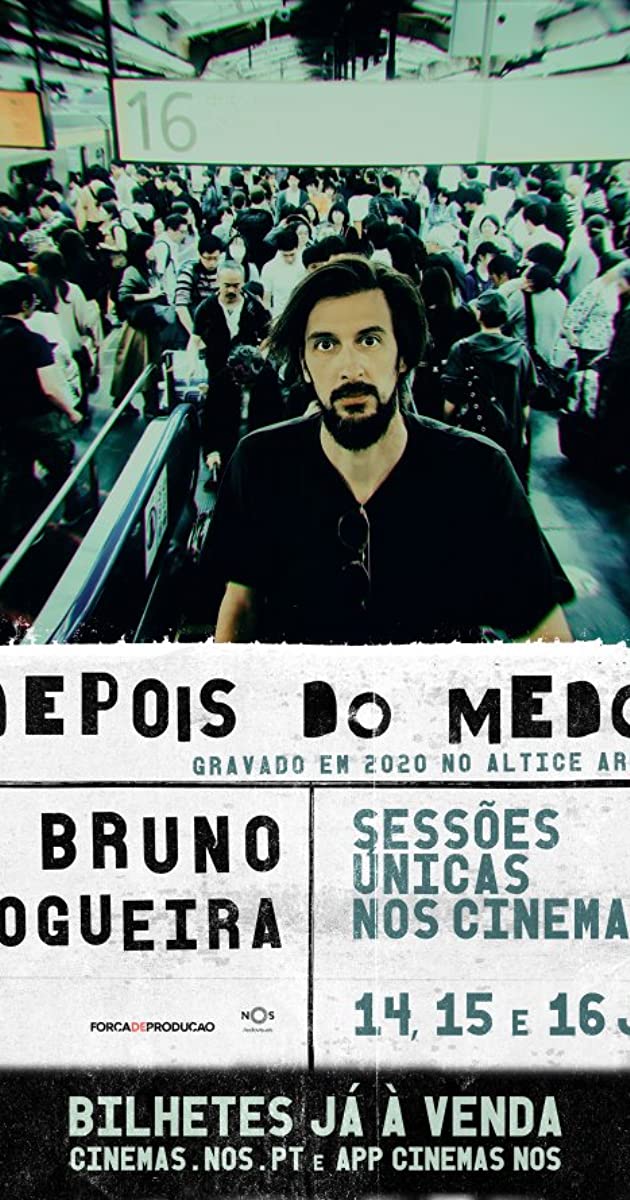 16
DEPOIS DO MEDO
GRAVADO EM 2020 NO ALTICE AR
BRUNO
OGUEIRA
SESSÕES
ÚNICAS
NOS CINEMA
14, 15 E 16 J
FORÇADEPRODUÇÃO
NOS
BILHETES JÁ À VENDA
CINEMAS.NOS.PT E APP CINEMAS NOS